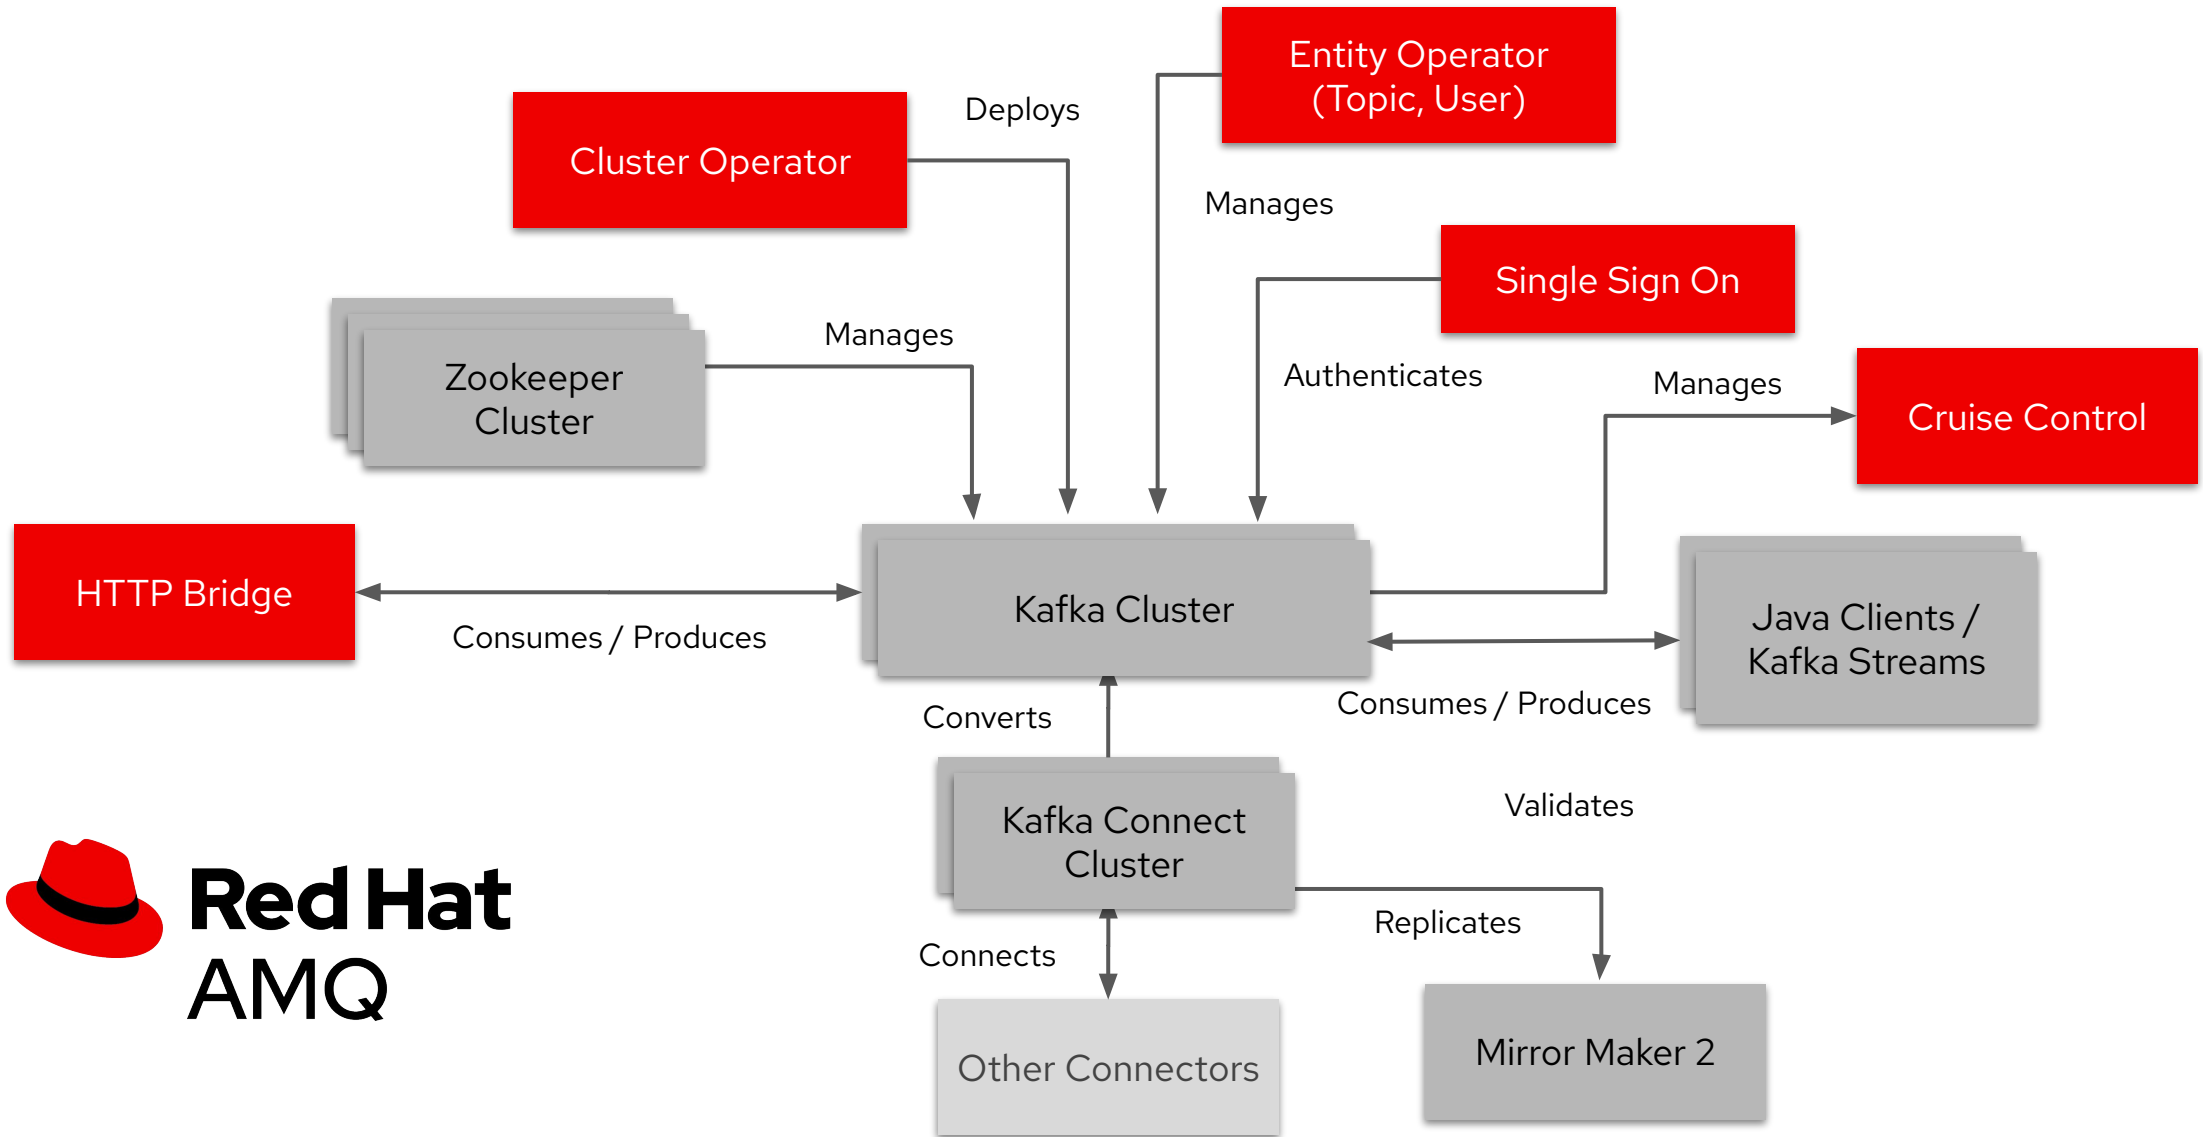 Entity Operator
(Topic, User)
Deploys
Cluster Operator
Manages
Single Sign On
Manages
Zookeeper
Cluster
Authenticates
Manages
Cruise Control
HTTP Bridge
Consumes / Produces
Kafka Cluster
Java Clients /
Kafka Streams
Consumes / Produces
Converts
Kafka Connect
Cluster
Validates
Replicates
Connects
Other Connectors
Mirror Maker 2
Red Hat
AMQ